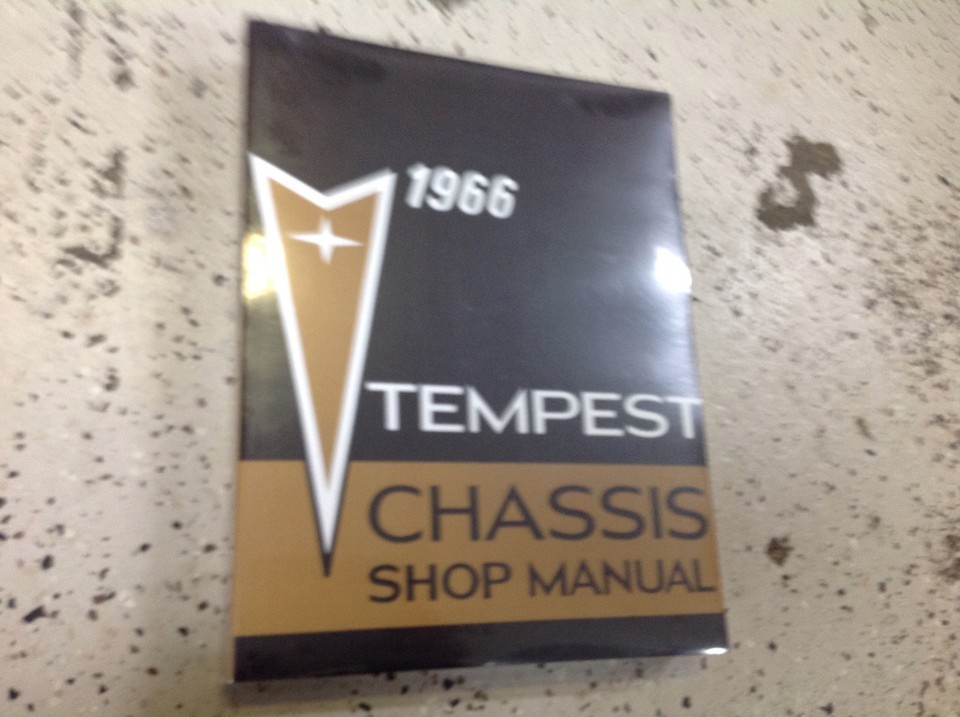 1966
TEMPEST
CHASSIS
SHOP MANUAL